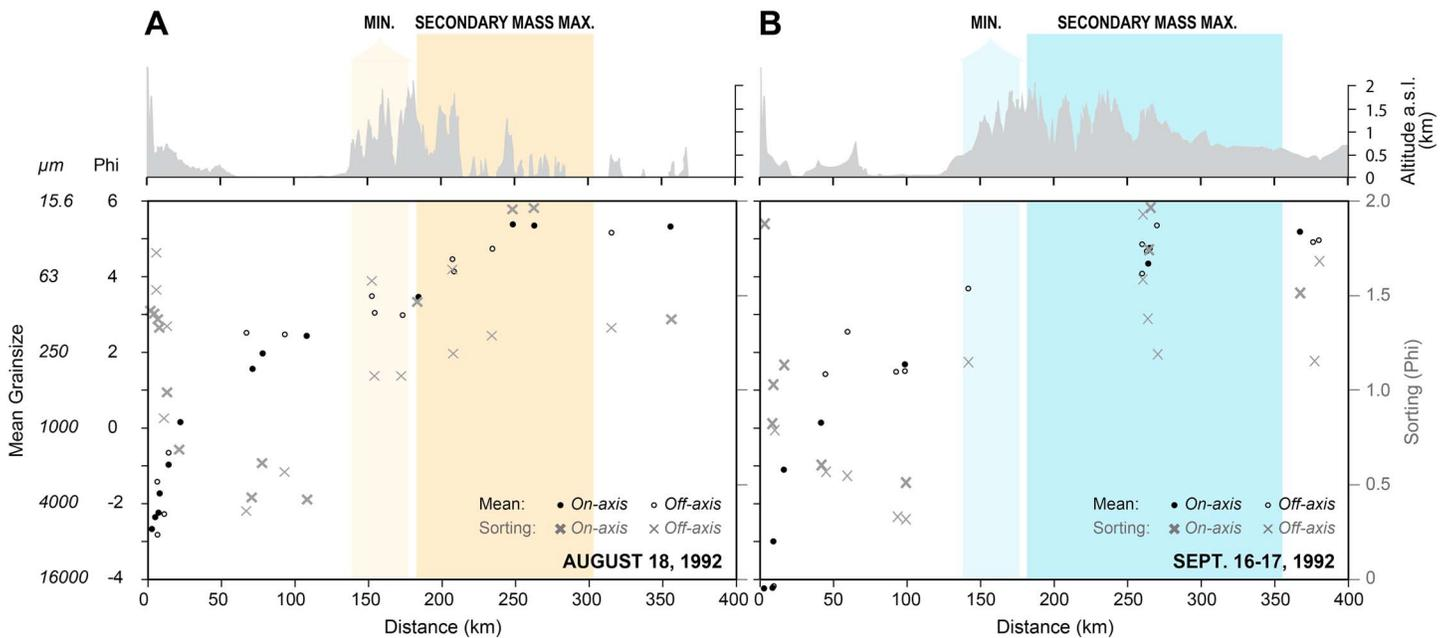 A
MIN. SECONDARY MASS MAX.
B
MIN. SECONDARY MASS MAX.
2
1.5
1
0.5
0
Altitude a.s.l.
(km)
µm Phi
15.6 6
63 4
250 2
1000 0
4000 -2
16000 -4
Mean Grainsize
Mean: On-axis Off-axis
Sorting: On-axis Off-axis
AUGUST 18, 1992
0 50 100 150 200 250 300 350 400
Distance (km)
Mean: On-axis Off-axis
Sorting: On-axis Off-axis
SEPT. 16-17, 1992
0 50 100 150 200 250 300 350 400
Distance (km)
2.0
1.5
1.0
0.5
0
Sorting (Phi)